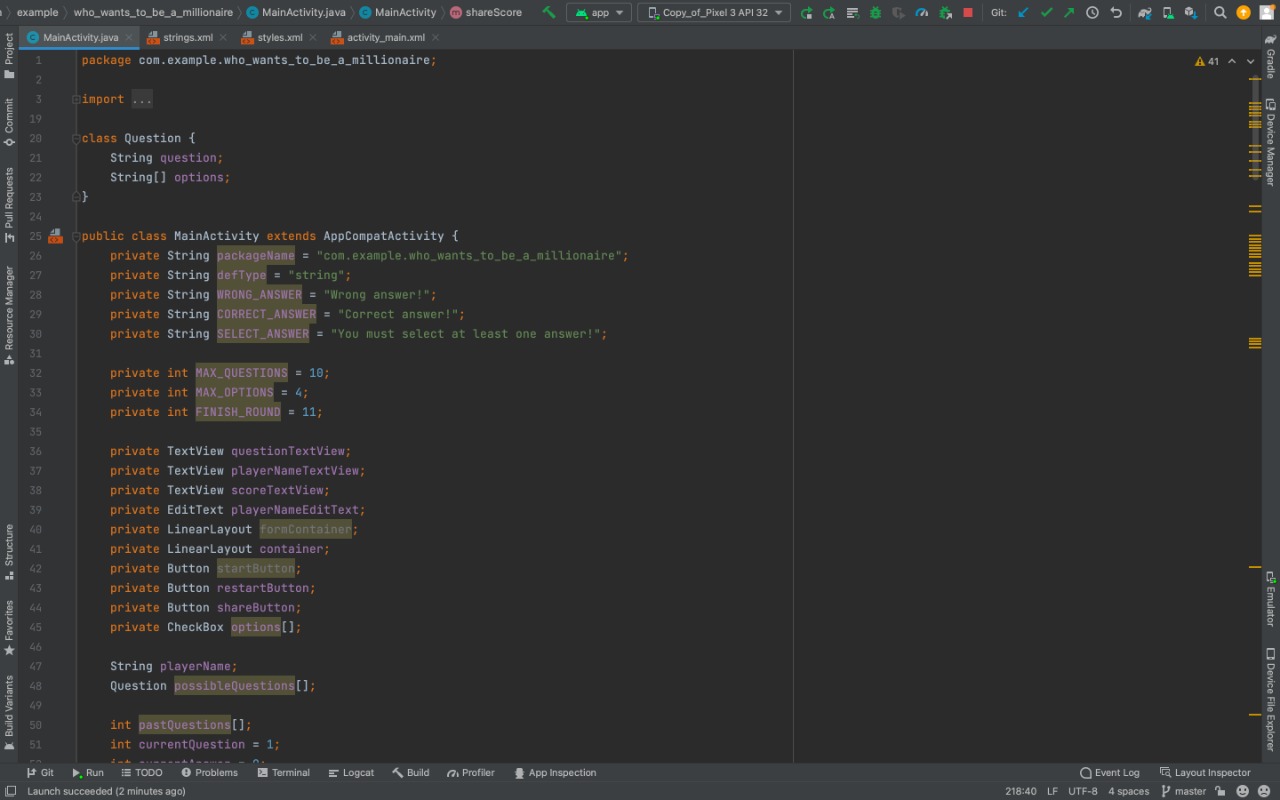 example who_wants_to_be_a_millionaire MainActivity.java MainActivity shareScore app Copy_of_Pixel 3 API 32 Git:
MainActivity.java strings.xml styles.xml activity_main.xml
41
1 package com.example.who_wants_to_be_a_millionaire;
2
3 import ...
19
20 class Question {
21 String question;
22 String[] options;
23 }
24
25 public class MainActivity extends AppCompatActivity {
26 private String packageName = "com.example.who_wants_to_be_a_millionaire";
27 private String defType = "string";
28 private String WRONG_ANSWER = "Wrong answer!";
29 private String CORRECT_ANSWER = "Correct answer!";
30 private String SELECT_ANSWER = "You must select at least one answer!";
31
32 private int MAX_QUESTIONS = 10;
33 private int MAX_OPTIONS = 4;
34 private int FINISH_ROUND = 11;
35
36 private TextView questionTextView;
37 private TextView playerNameTextView;
38 private TextView scoreTextView;
39 private EditText playerNameEditText;
40 private LinearLayout formContainer;
41 private LinearLayout container;
42 private Button startButton;
43 private Button restartButton;
44 private Button shareButton;
45 private CheckBox options[];
46
47 String playerName;
48 Question possibleQuestions[];
49
50 int pastQuestions[];
51 int currentQuestion = 1;
Project
Commit
Pull Requests
Resource Manager
Structure
Favorites
Build Variants
Gradle
Device Manager
Emulator
Device File Explorer
Git Run TODO Problems Terminal Logcat Build Profiler App Inspection Event Log Layout Inspector
Launch succeeded (2 minutes ago) 218:40 LF UTF-8 4 spaces master